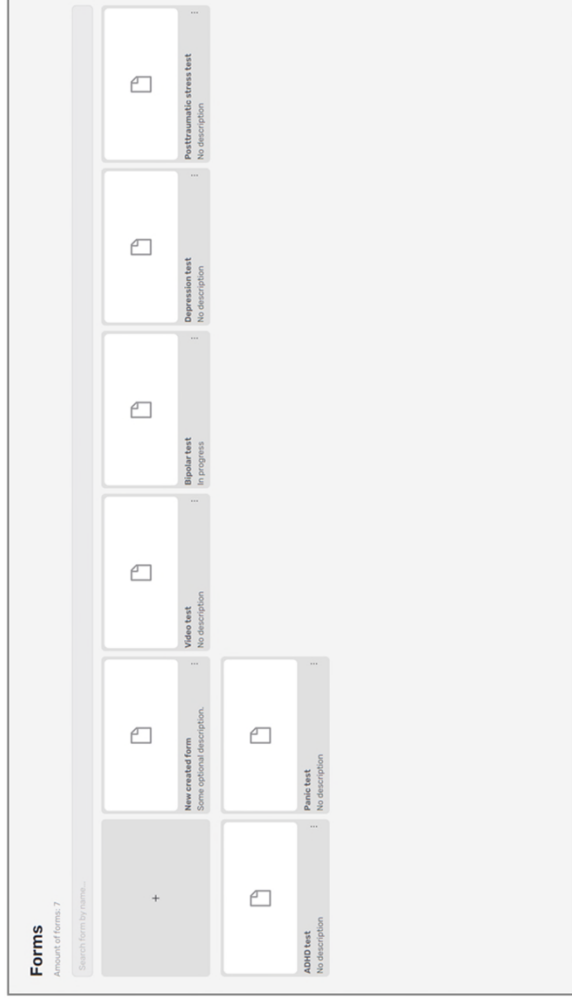 Forms
Amount of forms: 7
Search form by name...
+
New created form
Some optional description.
Video test
No description
Bipolar test
In progress
Depression test
No description
Posttraumatic stress test
No description
ADHD test
No description
Panic test
No description